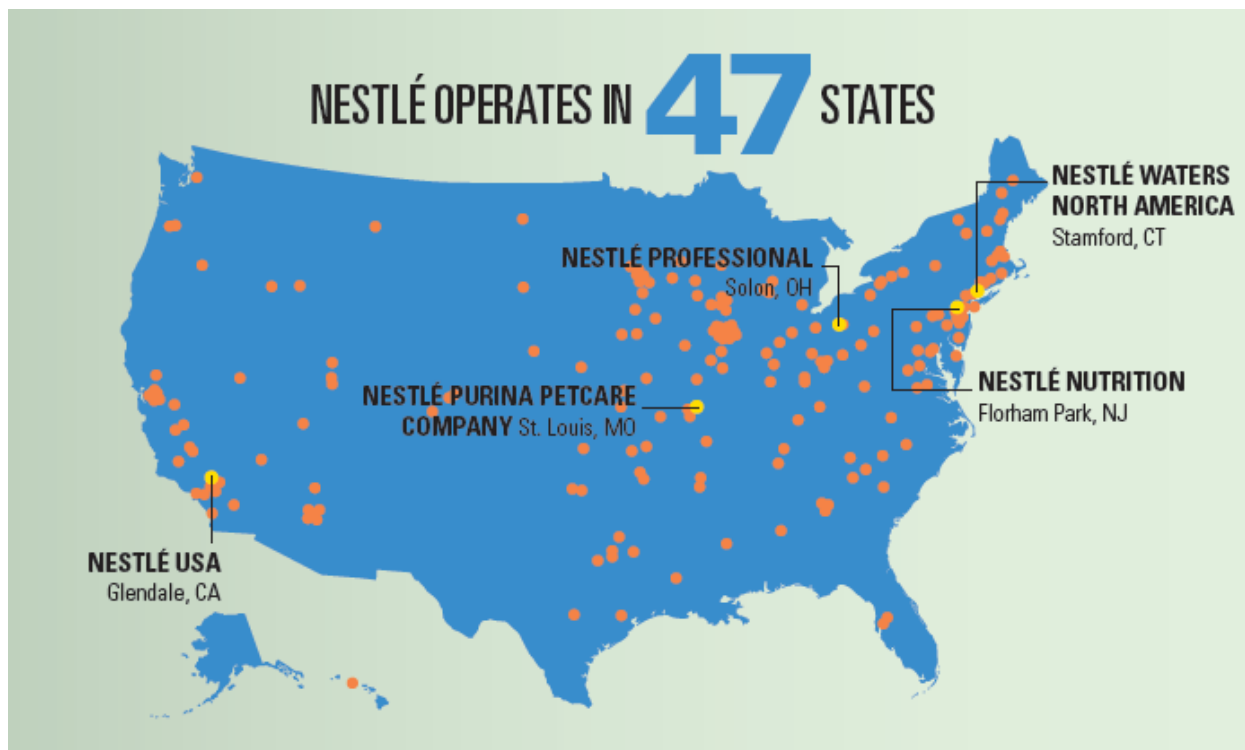 NESTLÉ OPERATES IN 47 STATES
NESTLÉ WATERS
NORTH AMERICA
Stamford, CT
NESTLÉ PROFESSIONAL
Solon, OH
NESTLÉ PURINA PETCARE
COMPANY St. Louis, MO
NESTLÉ NUTRITION
Florham Park, NJ
NESTLÉ USA
Glendale, CA